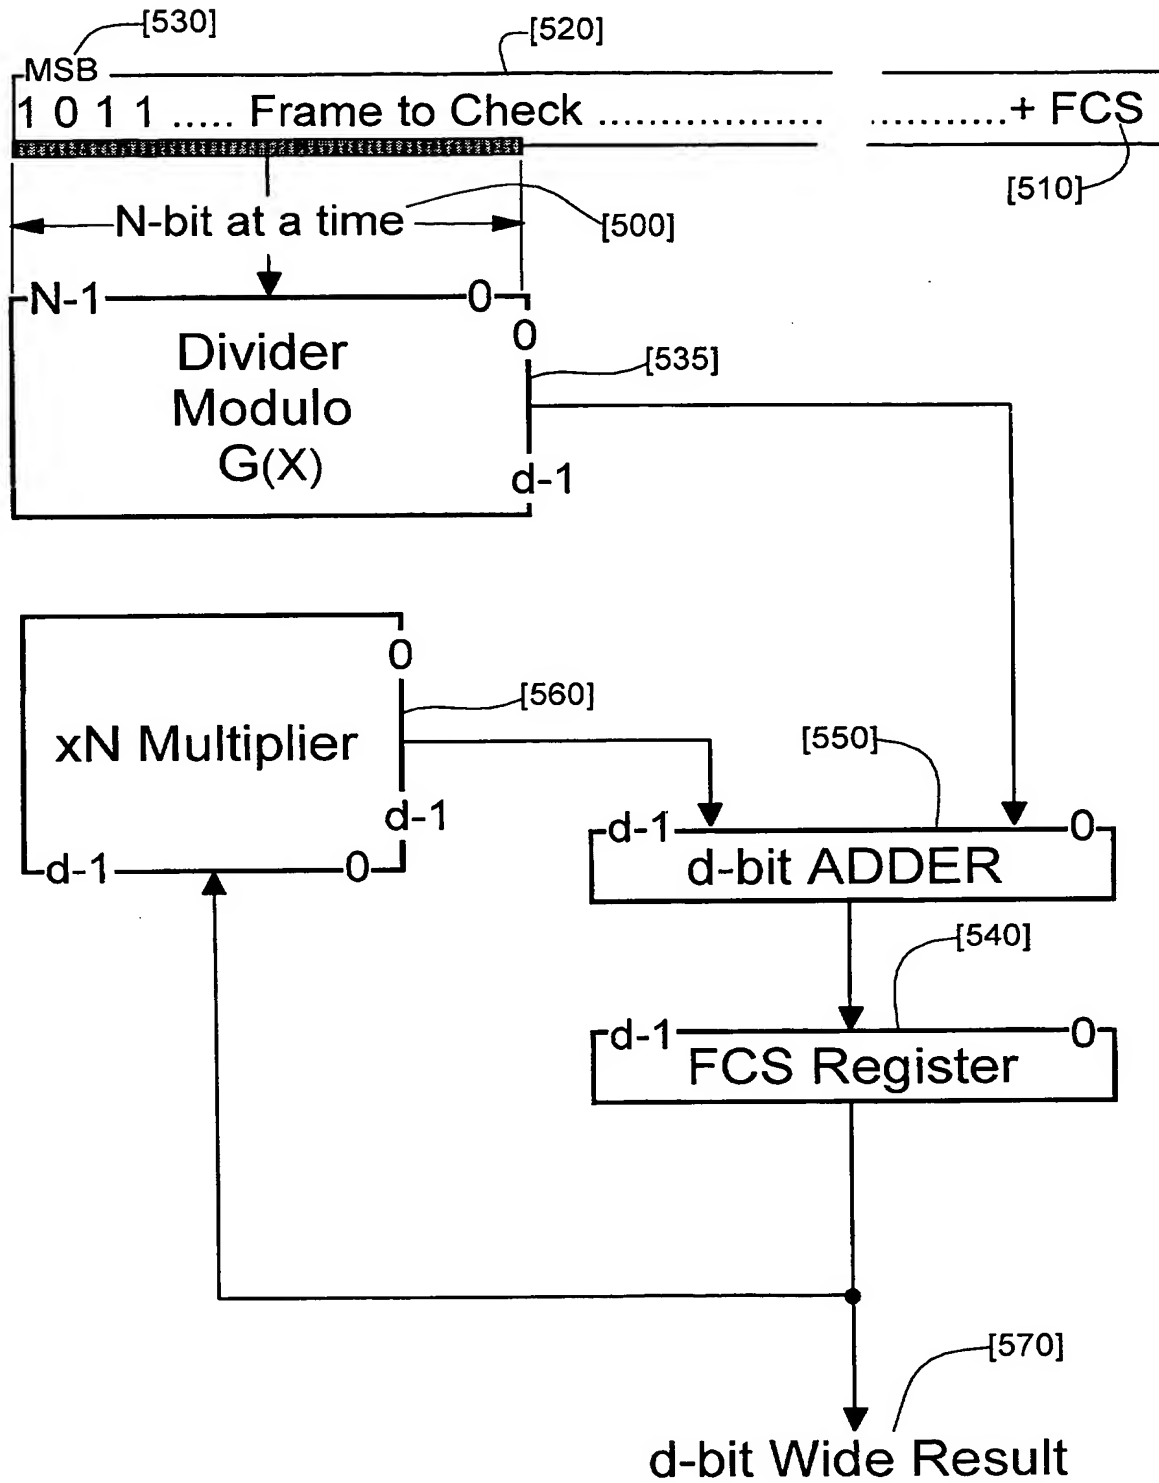 [530]
[520]
MSB
1 0 1 1 ..... Frame to Check .................. ............+ FCS
[510]
N-bit at a time
[500]
N-1 0
0
Divider
Modulo
G(X)
[535]
d-1
0
[560]
xN Multiplier
[550]
d-1
d-1 0
d-1 0
d-bit ADDER
[540]
d-1 0
FCS Register
[570]
d-bit Wide Result